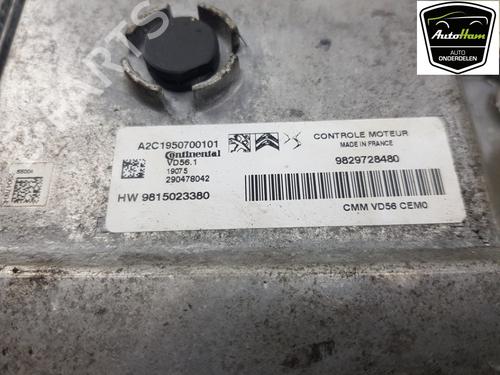 AutoHam
AUTO
ONDERDELEN
A2C1950700101
Continental
VD56.1
19075
290478042
HW 9815023380
CONTROLE MOTEUR
MADE IN FRANCE
9829728480
CMM VD56 CEM0